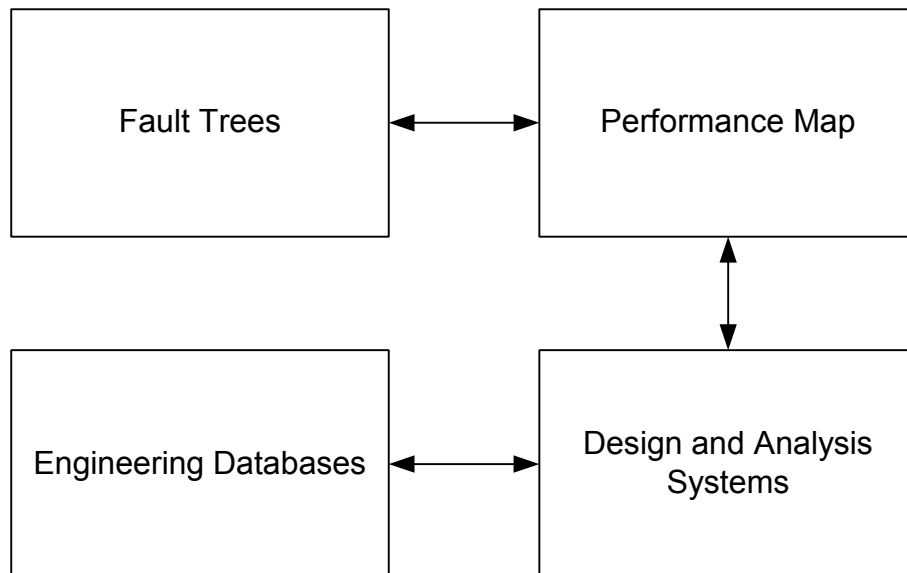 Fault Trees
Performance Map
Engineering Databases
Design and Analysis
Systems